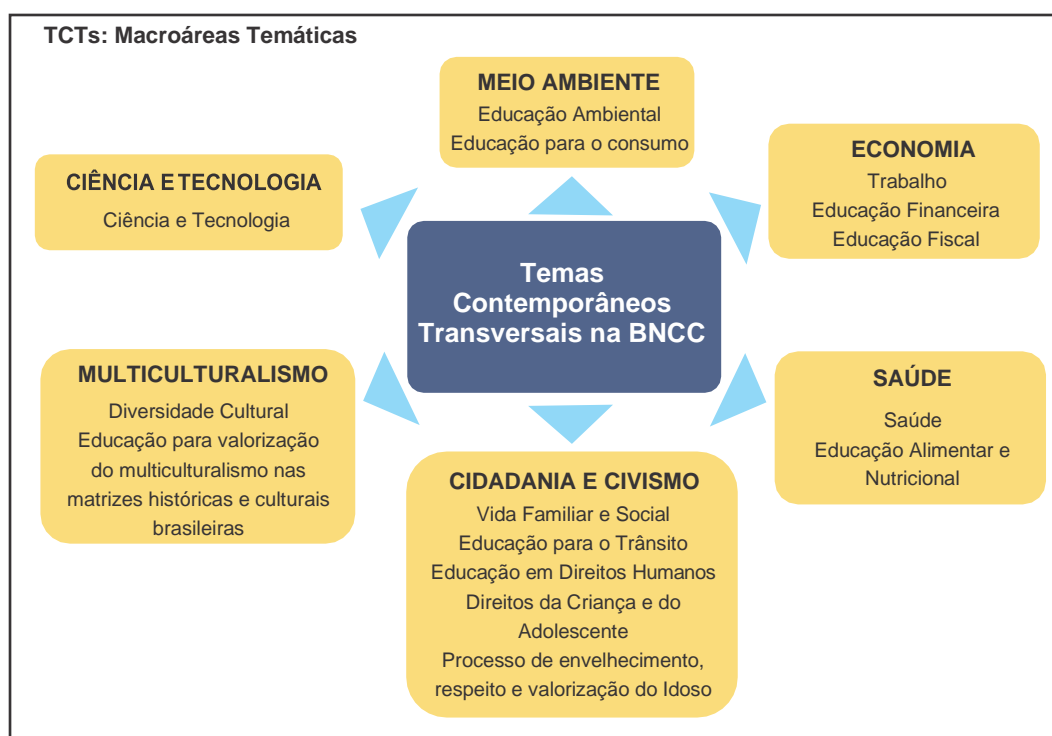 TCTs: Macroáreas Temáticas
MEIO AMBIENTE
Educação Ambiental
Educação para o consumo
CIÊNCIA E TECNOLOGIA
Ciência e Tecnologia
ECONOMIA
Trabalho
Educação Financeira
Educação Fiscal
Temas
Contemporâneos
Transversais na BNCC
MULTICULTURALISMO
Diversidade Cultural
Educação para valorização
do multiculturalismo nas
matrizes históricas e culturais
brasileiras
SAÚDE
Saúde
Educação Alimentar e
Nutricional
CIDADANIA E CIVISMO
Vida Familiar e Social
Educação para o Trânsito
Educação em Direitos Humanos
Direitos da Criança e do
Adolescente
Processo de envelhecimento,
respeito e valorização do Idoso